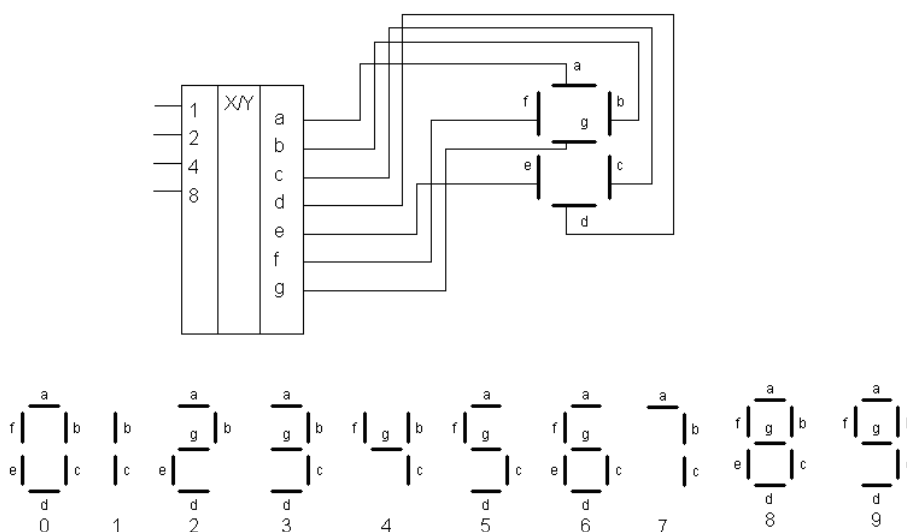 X/Y
1
2
4
8
a
b
c
d
e
f
g
a
f b
g
e c
d
a a a a a a a a
f b g b g b f g f g f g b f g b f g
e c c e c c c e c c e c
d d d d d d d
0 1 2 3 4 5 6 7 8 9